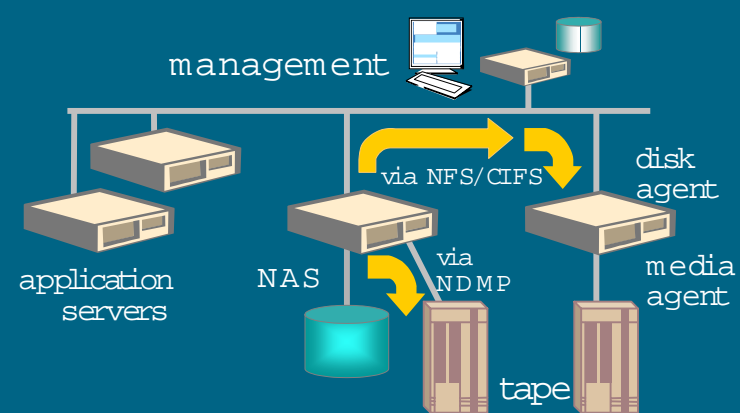 management
via NFS/CIFS
disk
agent
application
servers
NAS
via
NDMP
media
agent
tape